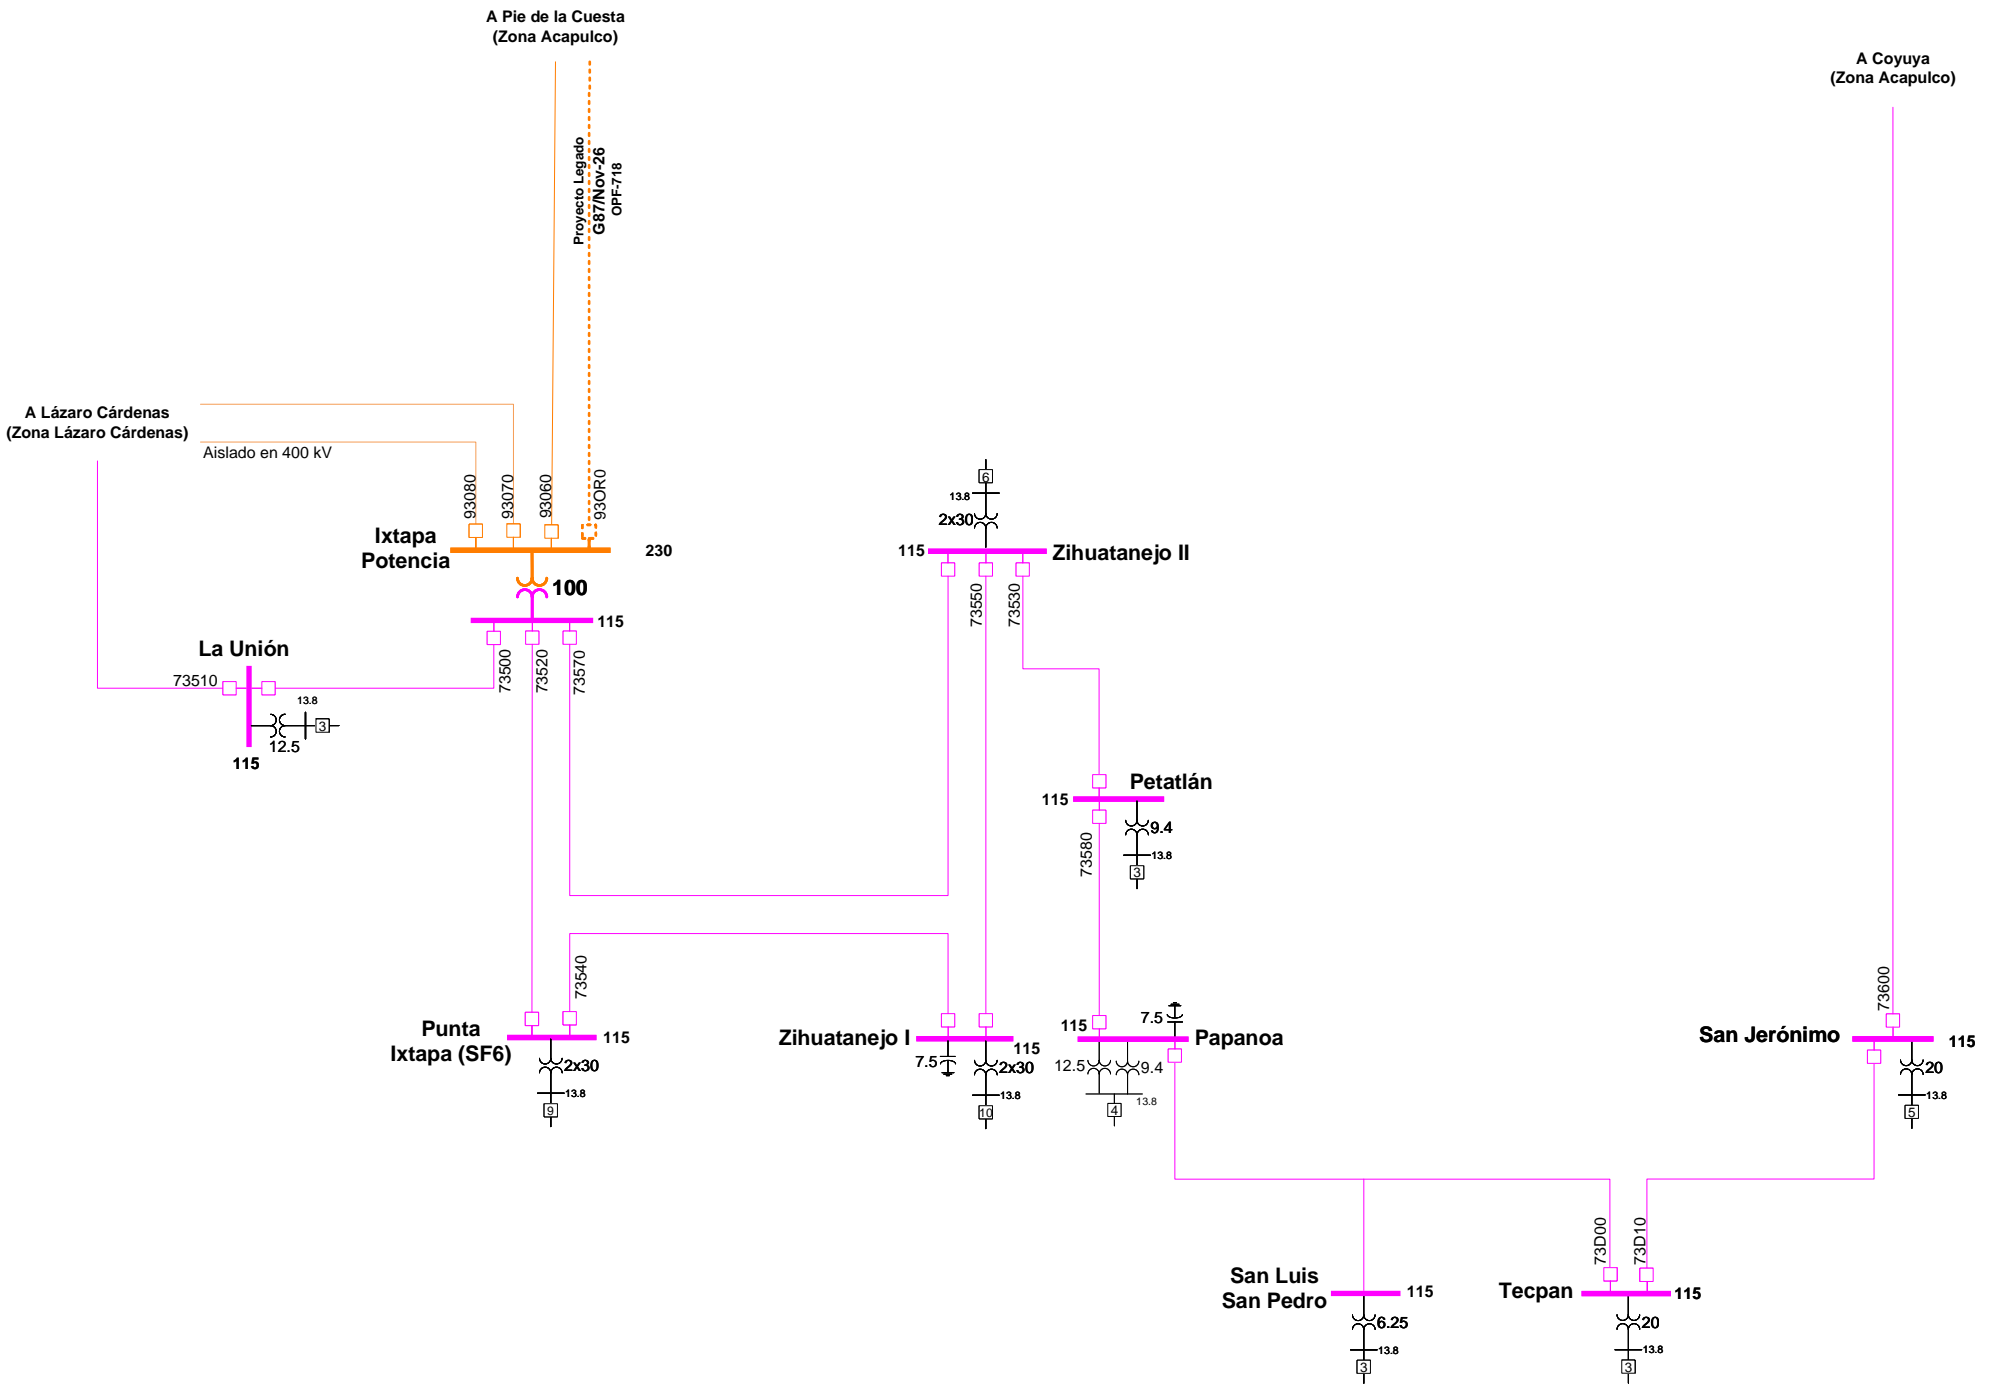 A Pie de la Cuesta
(Zona Acapulco)
A Coyuya
(Zona Acapulco)
Proyecto Legado
G87/Nov-26
OPF-718
A Lázaro Cárdenas
(Zona Lázaro Cárdenas)
Aislado en 400 kV
93080
93070
93060
93OR0
Ixtapa
Potencia
230
100
115
73500
73520
73570
La Unión
73510
13.8
3
12.5
115
6
13.8
2x30
115
Zihuatanejo II
73550
73530
Petatlán
115
9.4
13.8
3
73580
73540
Punta
Ixtapa (SF6)
115
2x30
13.8
9
Zihuatanejo I
115
7.5
2x30
13.8
10
7.5
115
Papanoa
12.5
9.4
13.8
4
73600
San Jerónimo
115
20
13.8
5
73D00
73D10
San Luis
San Pedro
115
6.25
13.8
3
Tecpan
115
20
13.8
3